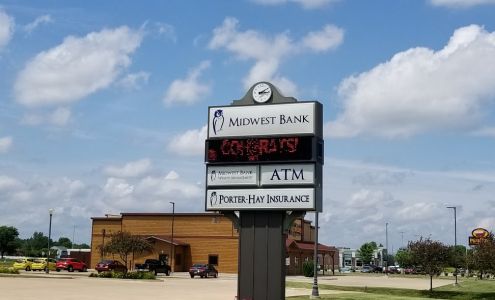 MIDWEST BANK
CONGRATS!
MIDWEST BANK
ATM
PORTER-HAY INSURANCE